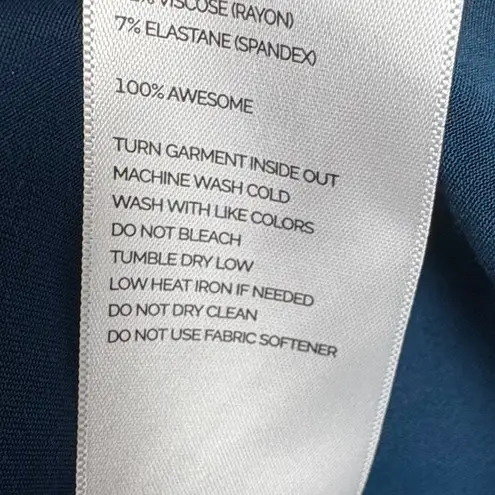 VISCOSE (RAYON)
7% ELASTANE (SPANDEX)
100% AWESOME
TURN GARMENT INSIDE OUT
MACHINE WASH COLD
WASH WITH LIKE COLORS
DO NOT BLEACH
TUMBLE DRY LOW
LOW HEAT IRON IF NEEDED
DO NOT DRY CLEAN
DO NOT USE FABRIC SOFTENER